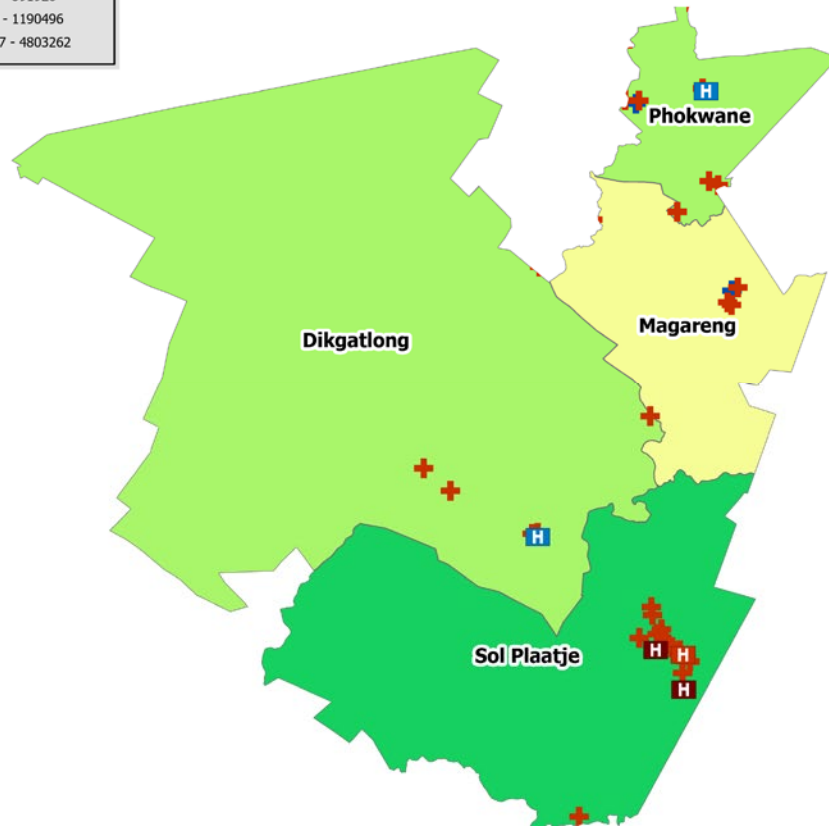 - 1190496
7 - 4803262
H
Phokwane
Magareng
Dikgatlong
H
Sol Plaatje
H
H
H